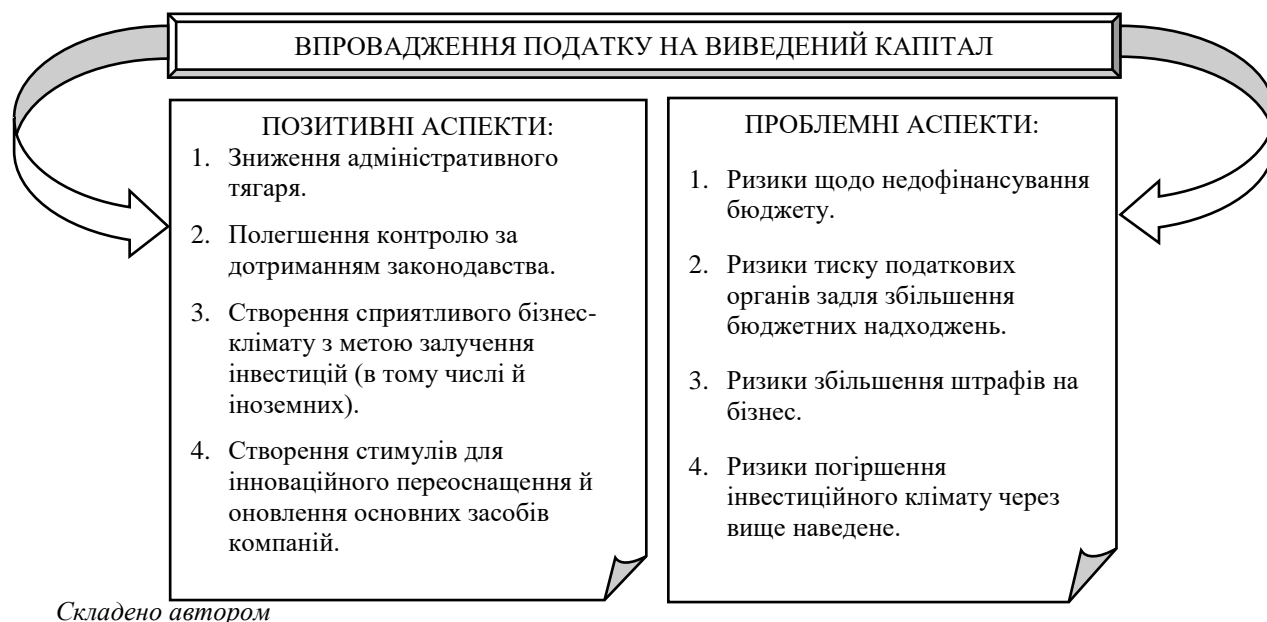 ВПРОВАДЖЕННЯ ПОДАТКУ НА ВИВЕДЕНИЙ КАПІТАЛ
ПОЗИТИВНІ АСПЕКТИ:
1. Зниження адміністративного
тягаря.
2. Полегшення контролю за
дотриманням законодавства.
3. Створення сприятливого бізнес-
клімату з метою залучення
інвестицій (в тому числі й
іноземних).
4. Створення стимулів для
інноваційного переоснащення й
оновлення основних засобів
компаній.
ПРОБЛЕМНІ АСПЕКТИ:
1. Ризики щодо недофінансування
бюджету.
2. Ризики тиску податкових
органів задля збільшення
бюджетних надходжень.
3. Ризики збільшення штрафів на
бізнес.
4. Ризики погіршення
інвестиційного клімату через
вище наведене.
Складено автором